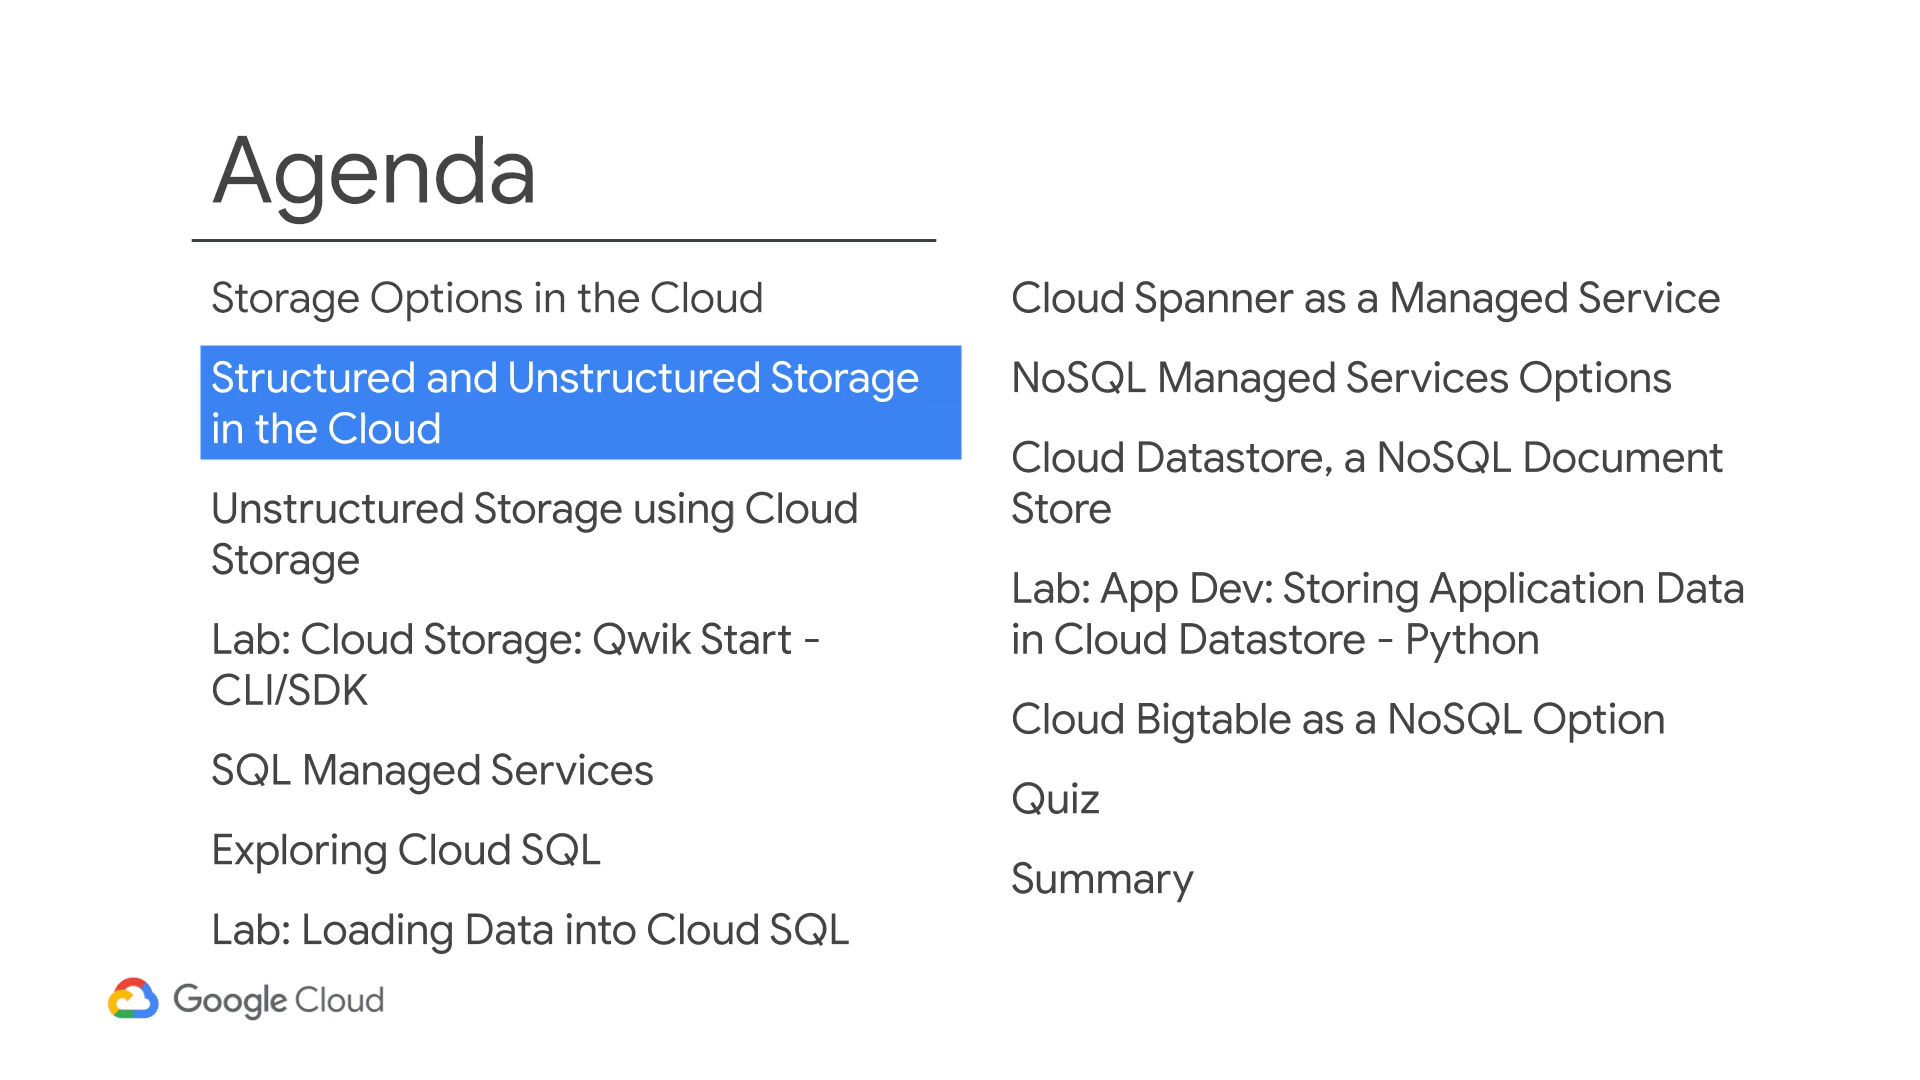 Agenda
Storage Options in the Cloud
Structured and Unstructured Storage
in the Cloud
Unstructured Storage using Cloud
Storage
Lab: Cloud Storage: Qwik Start -
CLI/SDK
SQL Managed Services
Exploring Cloud SQL
Lab: Loading Data into Cloud SQL
Cloud Spanner as a Managed Service
NoSQL Managed Services Options
Cloud Datastore, a NoSQL Document
Store
Lab: App Dev: Storing Application Data
in Cloud Datastore - Python
Cloud Bigtable as a NoSQL Option
Quiz
Summary
Google Cloud